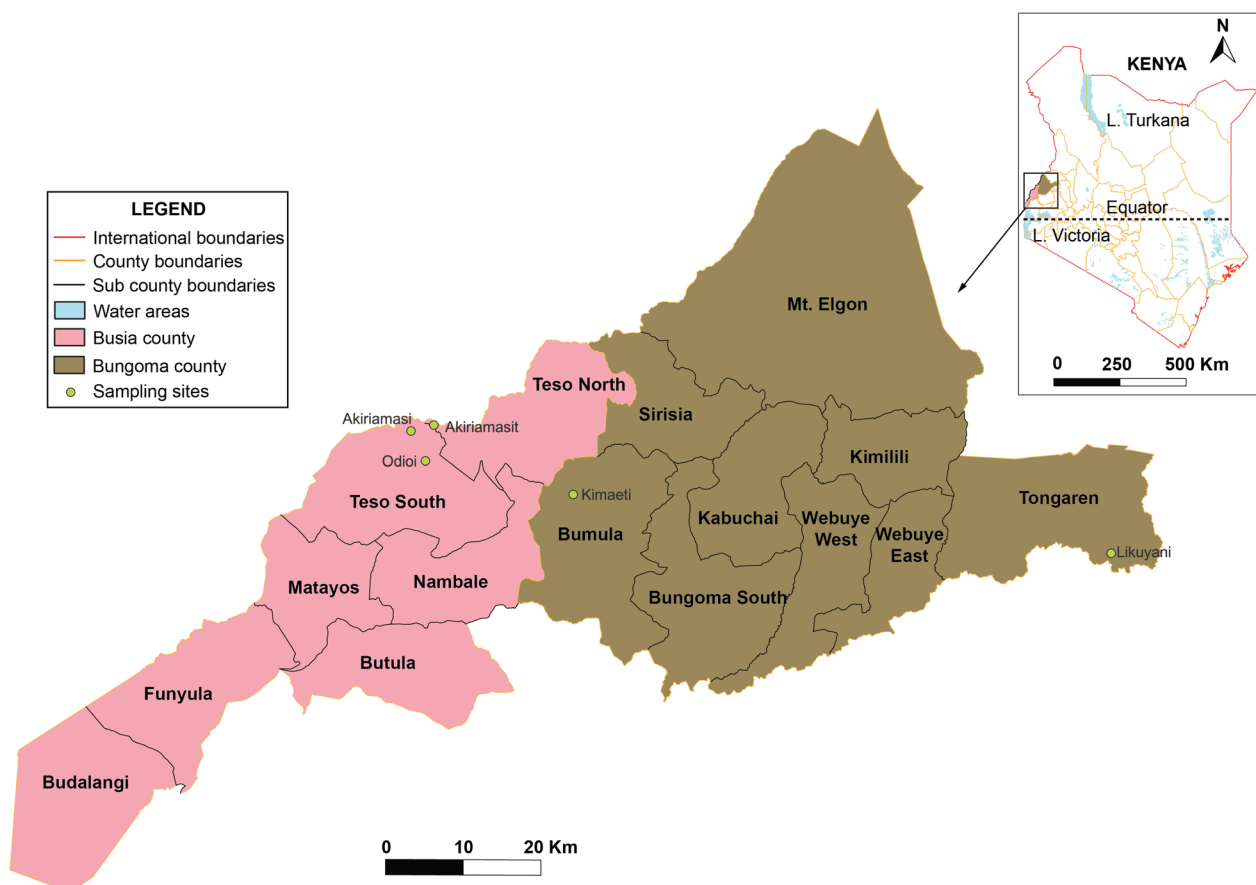 N
KENYA
L. Turkana
Equator
L. Victoria
0 250 500 Km
LEGEND
International boundaries
County boundaries
Sub county boundaries
Water areas
Busia county
Bungoma county
Sampling sites
Mt. Elgon
Teso North
Sirisia
Akiriamasi
Akiriamasit
Odioi
Kimilili
Teso South
Kimaeti
Tongaren
Kabuchai
Webuye
West
Bumula
Webuye
East
Likuyani
Matayos
Nambale
Bungoma South
Butula
Funyula
Budalangi
0 10 20 Km